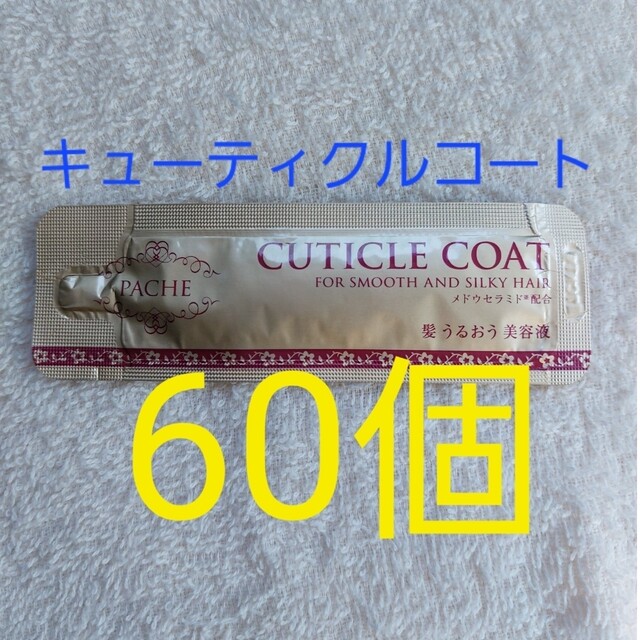 キューティクルコート
PACHE
CUTICLE COAT
FOR SMOOTH AND SILKY HAIR
メドウセラミド®配合
髪 うるおう 美容液
60個